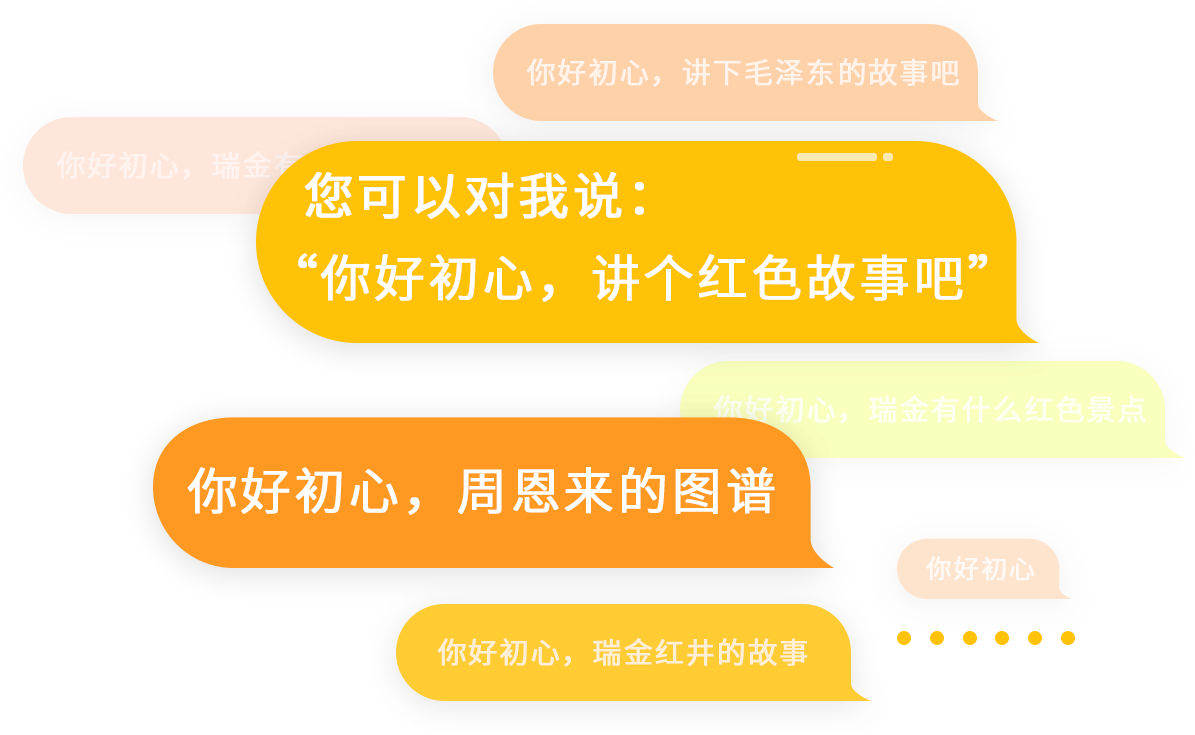 你好初心，讲下毛泽东的故事吧
你好初心，瑞金有
您可以对我说：
“你好初心，讲个红色故事吧”
你好初心，瑞金有什么红色景点
你好初心，周恩来的图谱
你好初心
你好初心，瑞金红井的故事